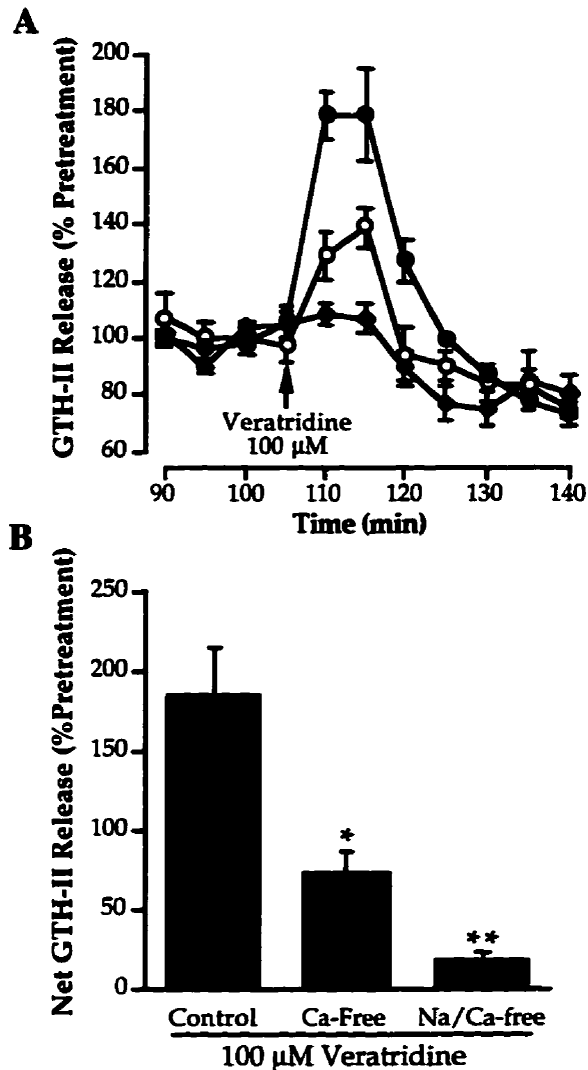 A
GTH-II Release (% Pretreatment)
200
180
160
140
120
100
80
60
Veratridine
100 µM
90 100 110 120 130 140
Time (min)
B
Net GTH-II Release (%Pretreatment)
250
200
150
100
50
0
*
**
Control Ca-Free Na/Ca-free
100 µM Veratridine